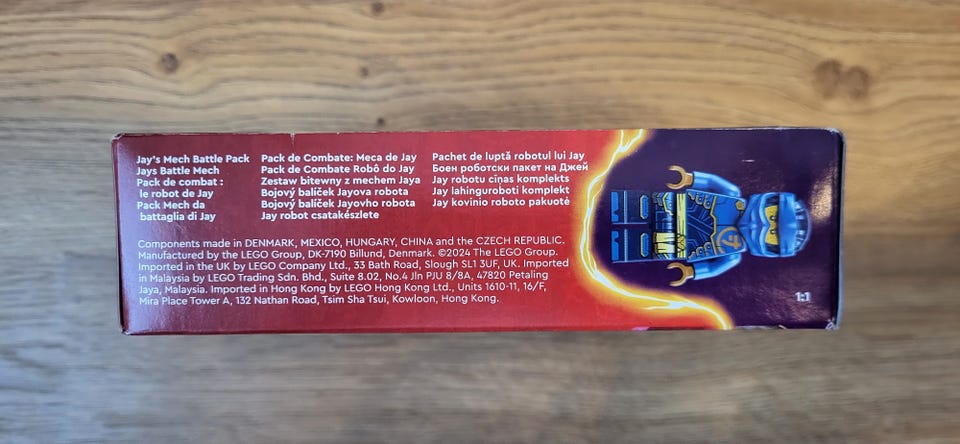 Jay's Mech Battle Pack
Jays Battle Mech
Pack de combat :
le robot de Jay
Pack Mech da
battaglia di Jay
Pack de Combate: Meca de Jay
Pack de Combate Robô do Jay
Zestaw bitewny z mechem Jaya
Bojový balíček Jayova robota
Bojový balíček Jayovho robota
Jay robot csatakészlete
Pachet de luptă robotul lui Jay
Боен роботски пакет на Джей
Jay robotu cīņas komplekts
Jay lahinguroboti komplekt
Jay kovinio roboto pakuotė
Components made in DENMARK, MEXICO, HUNGARY, CHINA and the CZECH REPUBLIC.
Manufactured by the LEGO Group, DK-7190 Billund, Denmark. ©2024 The LEGO Group.
Imported in the UK by LEGO Company Ltd., 33 Bath Road, Slough SL1 3UF, UK. Imported
in Malaysia by LEGO Trading Sdn. Bhd., Suite 8.02, No.4 Jln PJU 8/8A, 47820 Petaling
Jaya, Malaysia. Imported in Hong Kong by LEGO Hong Kong Ltd., Units 1610-11, 16/F,
Mira Place Tower A, 132 Nathan Road, Tsim Sha Tsui, Kowloon, Hong Kong.
1:1